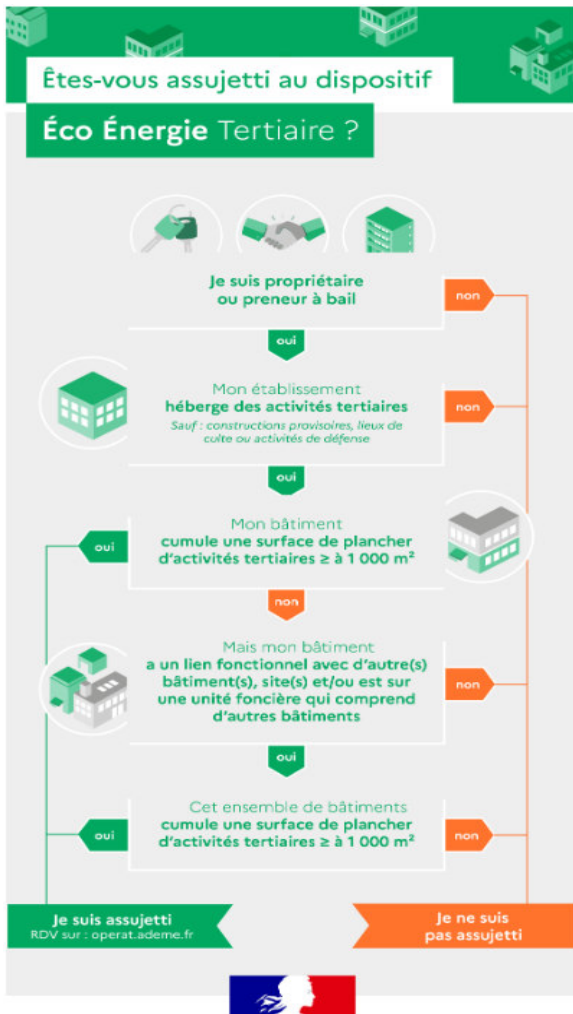 Êtes-vous assujetti au dispositif
Éco Énergie Tertiaire ?
Je suis propriétaire
ou preneur à bail
non
oui
Mon établissement
héberge des activités tertiaires
Sauf : constructions provisoires, lieux de
culte ou activités de défense
non
oui
Mon bâtiment
cumule une surface de plancher
d'activités tertiaires ≥ à 1 000 m²
oui
non
Mais mon bâtiment
a un lien fonctionnel avec d'autre(s)
bâtiment(s), site(s) et/ou est sur
une unité foncière qui comprend
d'autres bâtiments
non
oui
Cet ensemble de bâtiments
cumule une surface de plancher
d'activités tertiaires ≥ à 1 000 m²
oui
non
Je suis assujetti
RDV sur : operat.ademe.fr
Je ne suis
pas assujetti